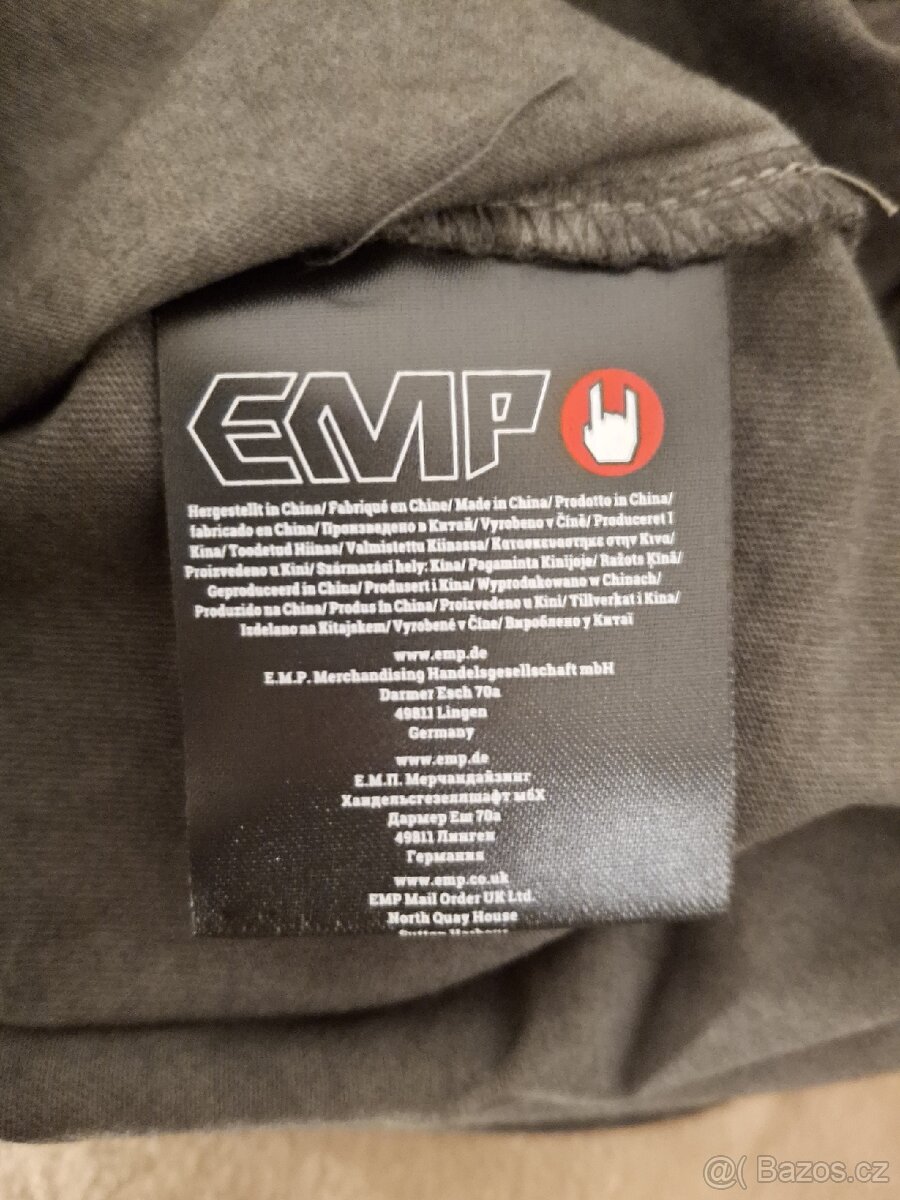 EMP
Hergestellt in China/ Fabriqué en Chine/ Made in China/ Prodotto in China/
fabricado en China/ Произведено в Китай/ Vyrobeno v Číně/ Produceret i
Kina/ Toodetud Hiinas/ Valmistettu Kiinassa/ Κατασκευαστηκε στην Κινα/
Proizvedeno u Kini/ Származási hely: Kína/ Pagaminta Kinijoje/ Ražots Ķīnā/
Geproduceerd in China/ Produsert i Kina/ Wyprodukowano w Chinach/
Produzido na China/ Produs în China/ Proizvedeno u Kini/ Tillverkat i Kina/
Izdelano na Kitajskem/ Vyrobené v Číne/ Вироблено у Китаї
www.emp.de
E.M.P. Merchandising Handelsgesellschaft mbH
Darmer Esch 70a
49811 Lingen
Germany
www.emp.de
Е.М.П. Мерчандайзинг
Хандельсгезеллшафт мбХ
Дармер Еш 70а
49811 Линген
Германия
www.emp.co.uk
EMP Mail Order UK Ltd.
North Quay House
Sutton Harbour
@( Bazos.cz